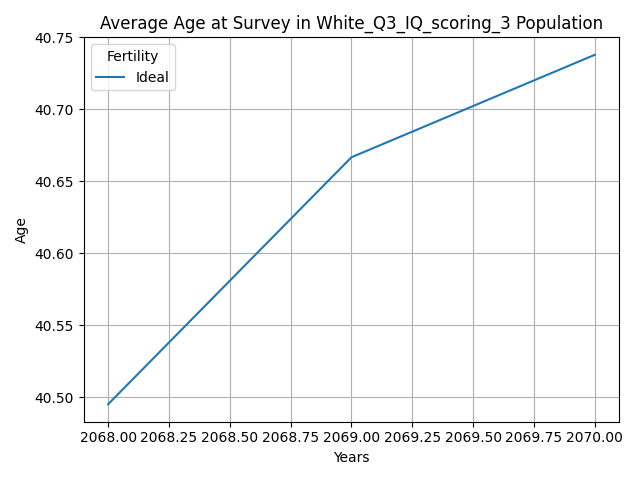 Average Age at Survey in White_Q3_IQ_scoring_3 Population
40.75
40.70
40.65
40.60
40.55
40.50
Age
Fertility
Ideal
2068.00 2068.25 2068.50 2068.75 2069.00 2069.25 2069.50 2069.75 2070.00
Years